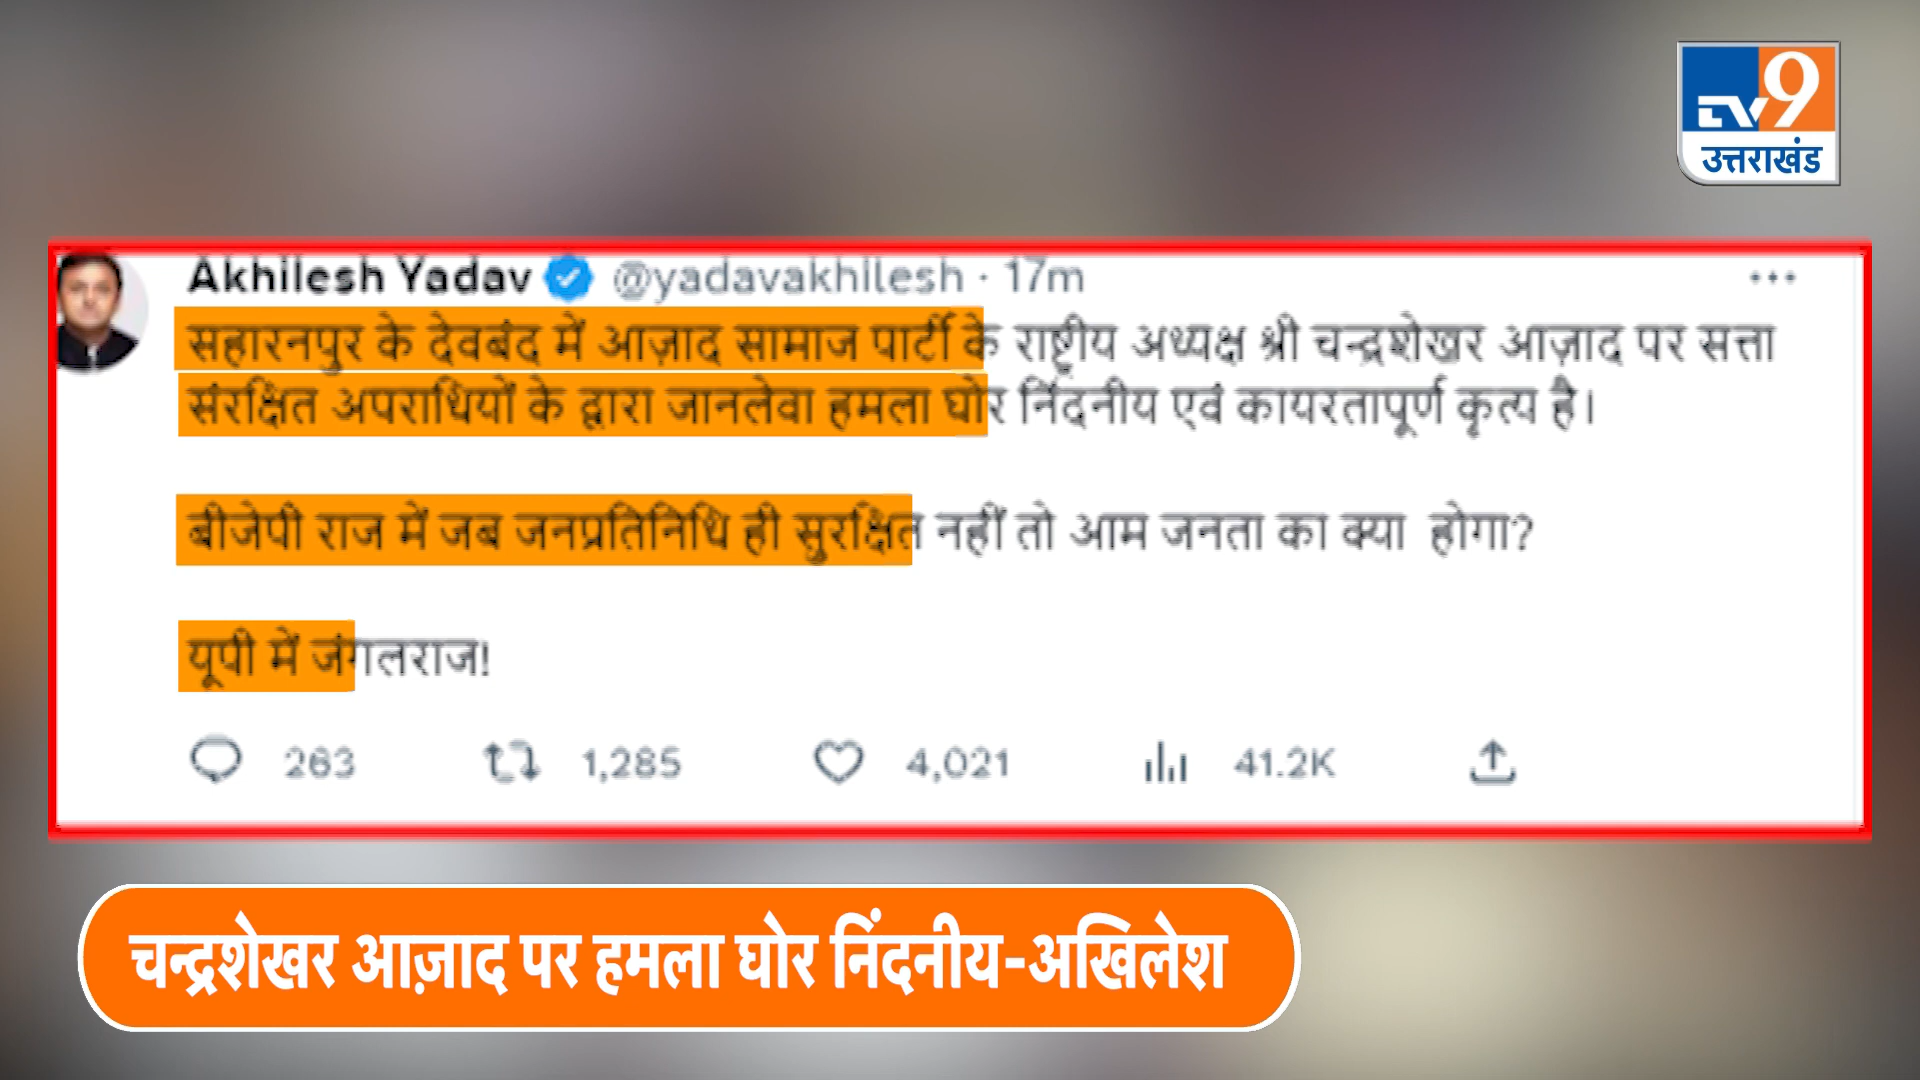 TV9
उत्तराखंड
Akhilesh Yadav @yadavakhilesh · 17m
सहारनपुर के देवबंद में आज़ाद सामाज पार्टी के राष्ट्रीय अध्यक्ष श्री चन्द्रशेखर आज़ाद पर सत्ता
संरक्षित अपराधियों के द्वारा जानलेवा हमला घोर निंदनीय एवं कायरतापूर्ण कृत्य है।
बीजेपी राज में जब जनप्रतिनिधि ही सुरक्षित नहीं तो आम जनता का क्या होगा?
यूपी में जंगलराज!
263 1,285 4,021 41.2K
चन्द्रशेखर आज़ाद पर हमला घोर निंदनीय-अखिलेश